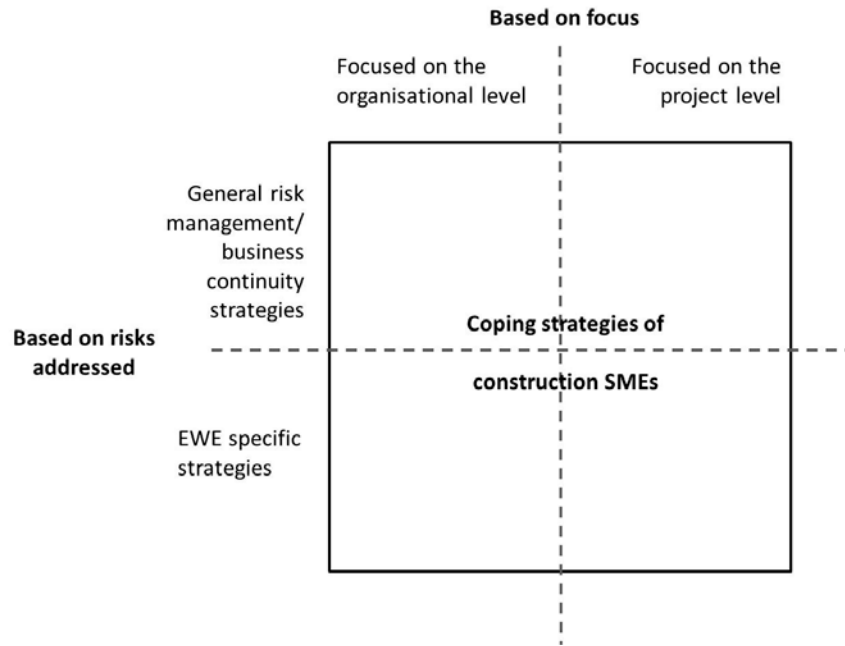 Based on focus
Focused on the
organisational level
Focused on the
project level
General risk
management/
business
continuity
strategies
Based on risks
addressed
Coping strategies of
construction SMEs
EWE specific
strategies